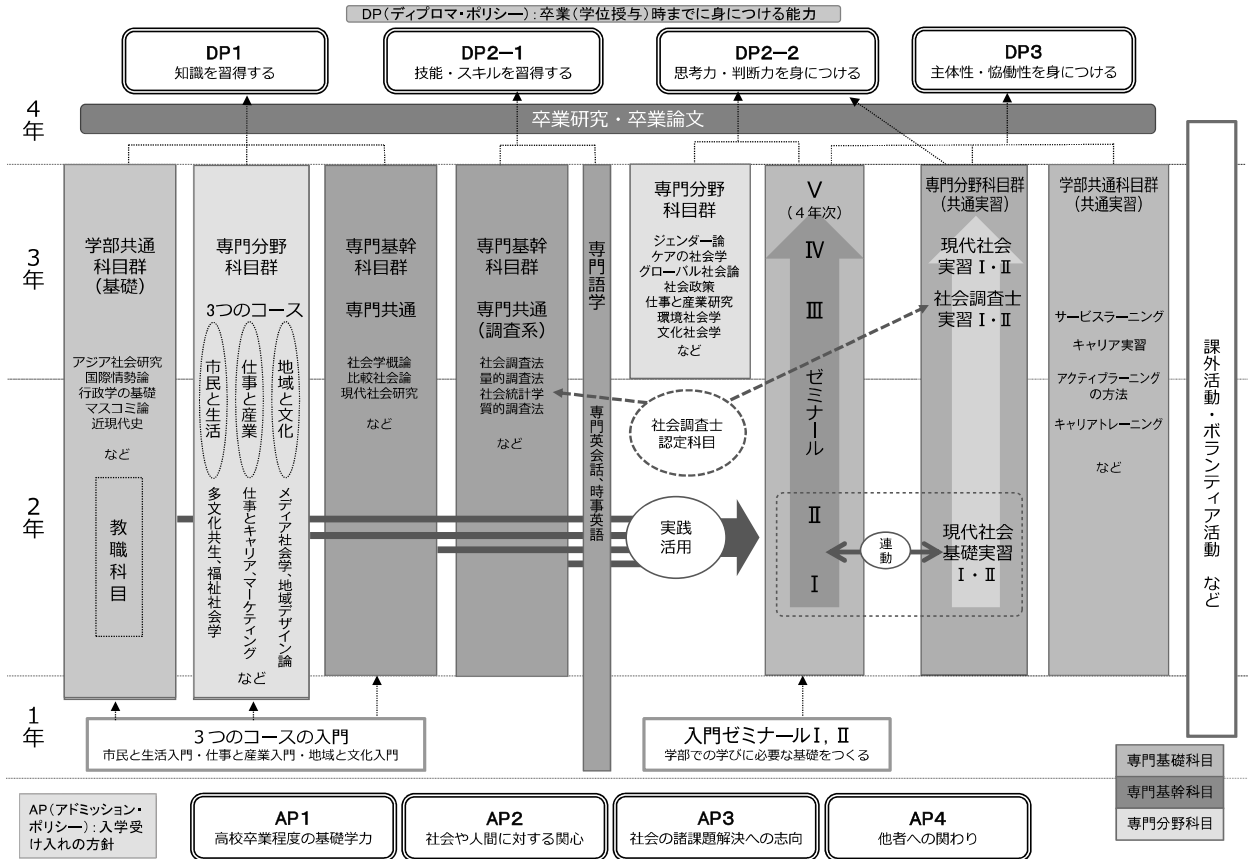 DP（ディプロマ・ポリシー）：卒業（学位授与）時までに身につける能力
DP1
知識を習得する
DP2−1
技能・スキルを習得する
DP2−2
思考力・判断力を身につける
DP3
主体性・協働性を身につける
4年
卒業研究・卒業論文
3年
2年
1年
学部共通
科目群
（基礎）
アジア社会研究
国際情勢論
行政学の基礎
マスコミ論
近現代史
など
教職科目
専門分野
科目群
3つのコース
市民と生活
仕事と産業
地域と文化
多文化共生、福祉社会学
仕事とキャリア、マーケティング
メディア社会学、地域デザイン論
など
専門基幹
科目群
専門共通
社会学概論
比較社会論
現代社会研究
など
専門基幹
科目群
専門共通
（調査系）
社会調査法
量的調査法
社会統計学
質的調査法
など
専門語学
専門英会話、時事英語
専門分野
科目群
ジェンダー論
ケアの社会学
グローバル社会論
社会政策
仕事と産業研究
環境社会学
文化社会学
など
社会調査士
認定科目
実践
活用
Ⅴ
（4年次）
Ⅳ
Ⅲ
ゼミナール
Ⅱ
Ⅰ
連動
専門分野科目群
（共通実習）
現代社会
実習Ⅰ・Ⅱ
社会調査士
実習Ⅰ・Ⅱ
現代社会
基礎実習
Ⅰ・Ⅱ
学部共通科目群
（共通実習）
サービスラーニング
キャリア実習
アクティブラーニング
の方法
キャリアトレーニング
など
課外活動・ボランティア活動 など
3つのコースの入門
市民と生活入門・仕事と産業入門・地域と文化入門
入門ゼミナールⅠ，Ⅱ
学部での学びに必要な基礎をつくる
専門基礎科目
専門基幹科目
専門分野科目
AP（アドミッション・
ポリシー）：入学受
け入れの方針
AP1
高校卒業程度の基礎学力
AP2
社会や人間に対する関心
AP3
社会の諸課題解決への志向
AP4
他者への関わり